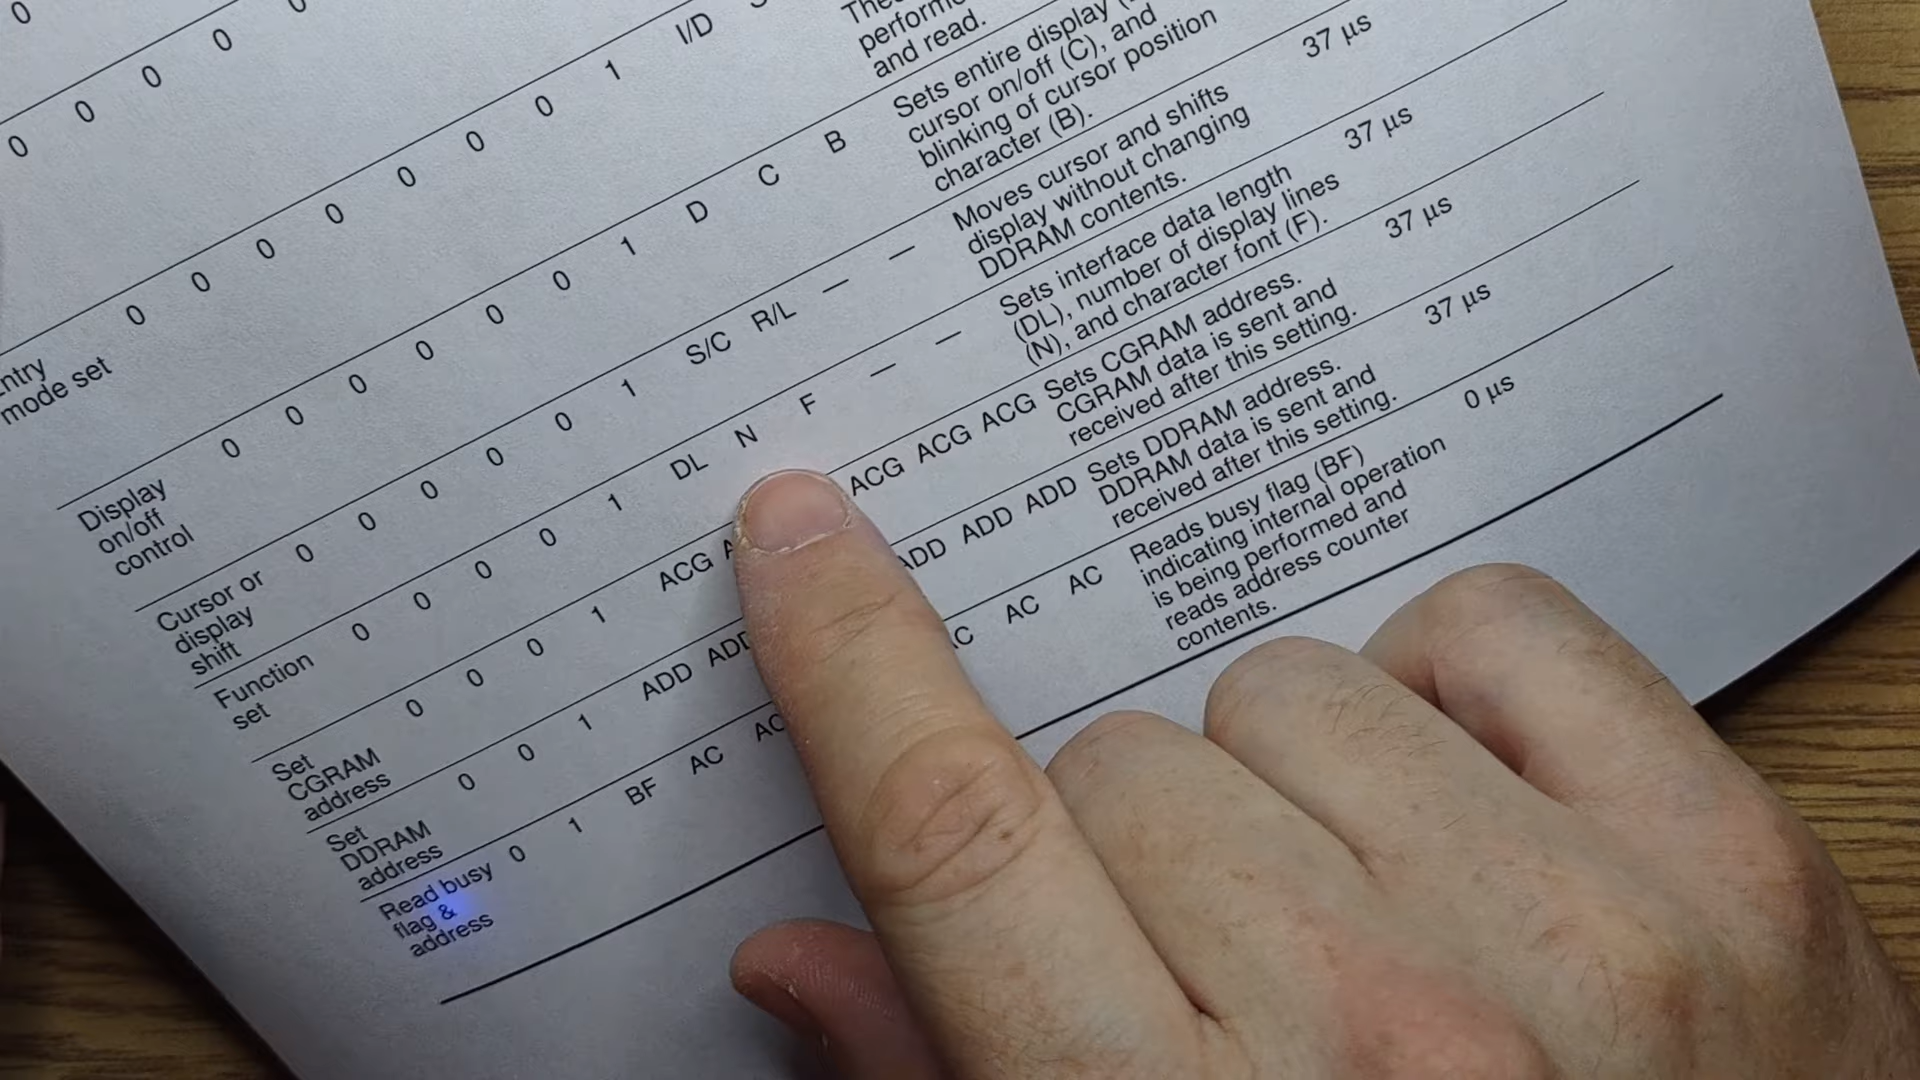 0
0 0 0 0 0
These
and read.
mode set
0 0 0 0 0 0 0 1 I/D
Display
on/off
control
0 0 0 0 0 0 1 D C B
Sets entire display
cursor on/off (C), and
blinking of cursor position
character (B).
37 µs
Cursor or
display
shift
0 0 0 0 0 1 S/C R/L — —
Moves cursor and shifts
display without changing
DDRAM contents.
37 µs
Function
set
0 0 0 0 1 DL N F — —
Sets interface data length
(DL), number of display lines
(N), and character font (F).
37 µs
Set
CGRAM
address
0 0 0 1 ACG ACG ACG ACG
Sets CGRAM address.
CGRAM data is sent and
received after this setting.
37 µs
Set
DDRAM
address
0 0 1 ADD ADD ADD ADD ADD
Sets DDRAM address.
DDRAM data is sent and
received after this setting.
0 µs
Read busy
flag &
address
0 1 BF AC AC AC AC
Reads busy flag (BF)
indicating internal operation
is being performed and
reads address counter
contents.